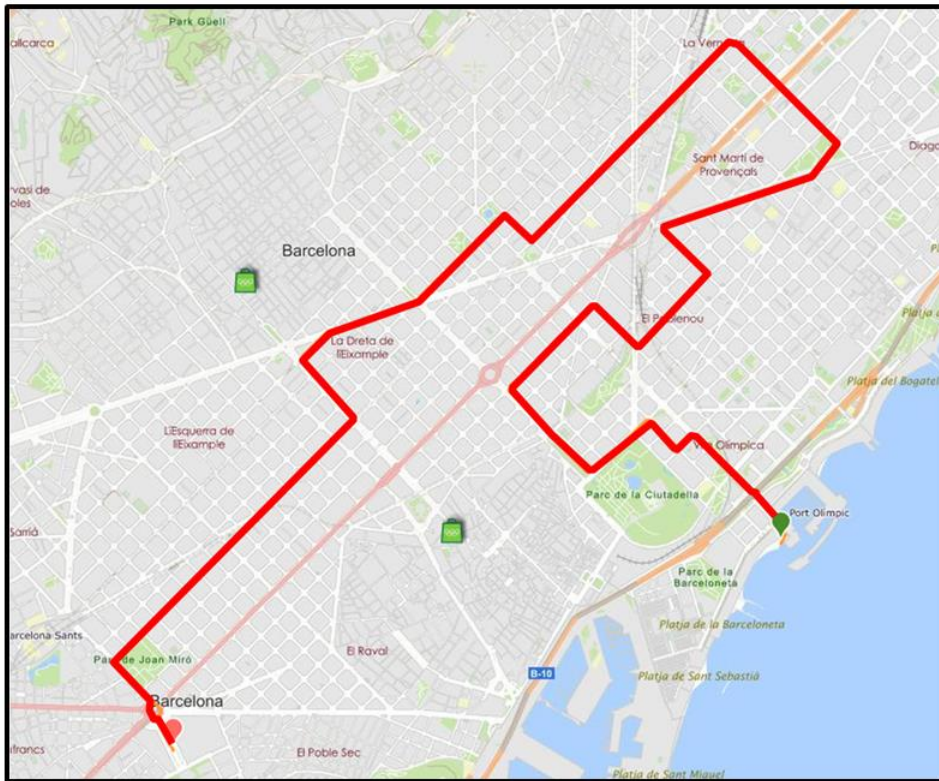 Park Güell
allcarca
La Verneda
Diago
Sant Martí de
Provençals
rvasi de
oles
Barcelona
La Dreta de
l'Eixample
El Poblenou
Platja del Bogatel
L'Esquerra de
l'Eixample
Vila Olímpica
Parc de la Ciutadella
Port Olímpic
Sarrià
Parc de la
Barceloneta
Platja de la Barceloneta
arcelona Sants
El Raval
Parc de Joan Miró
Platja de Sant Sebastià
B-10
Barcelona
nfrancs
El Poble Sec
Platja de Sant Miquel